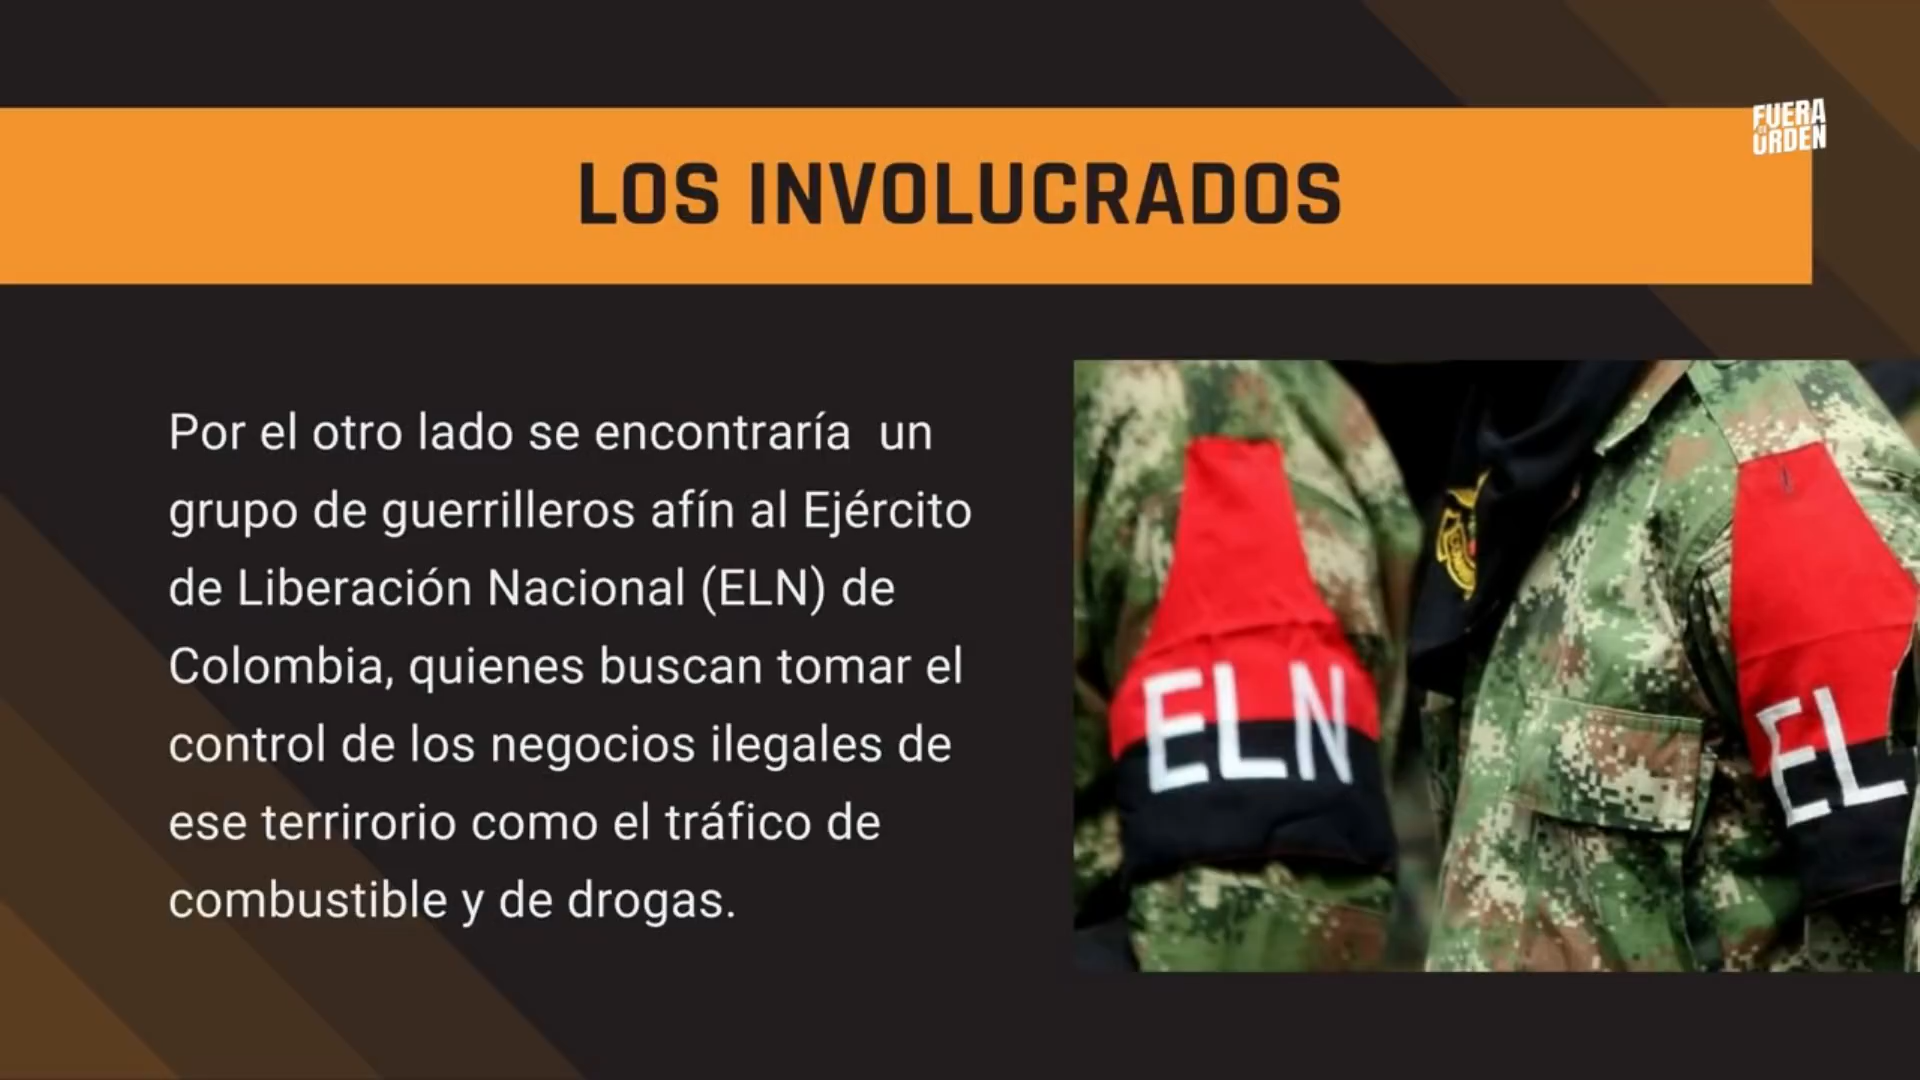 FUERA
DE
ORDEN
LOS INVOLUCRADOS
Por el otro lado se encontraría un
grupo de guerrilleros afín al Ejército
de Liberación Nacional (ELN) de
Colombia, quienes buscan tomar el
control de los negocios ilegales de
ese terrirorio como el tráfico de
combustible y de drogas.
ELN
EL